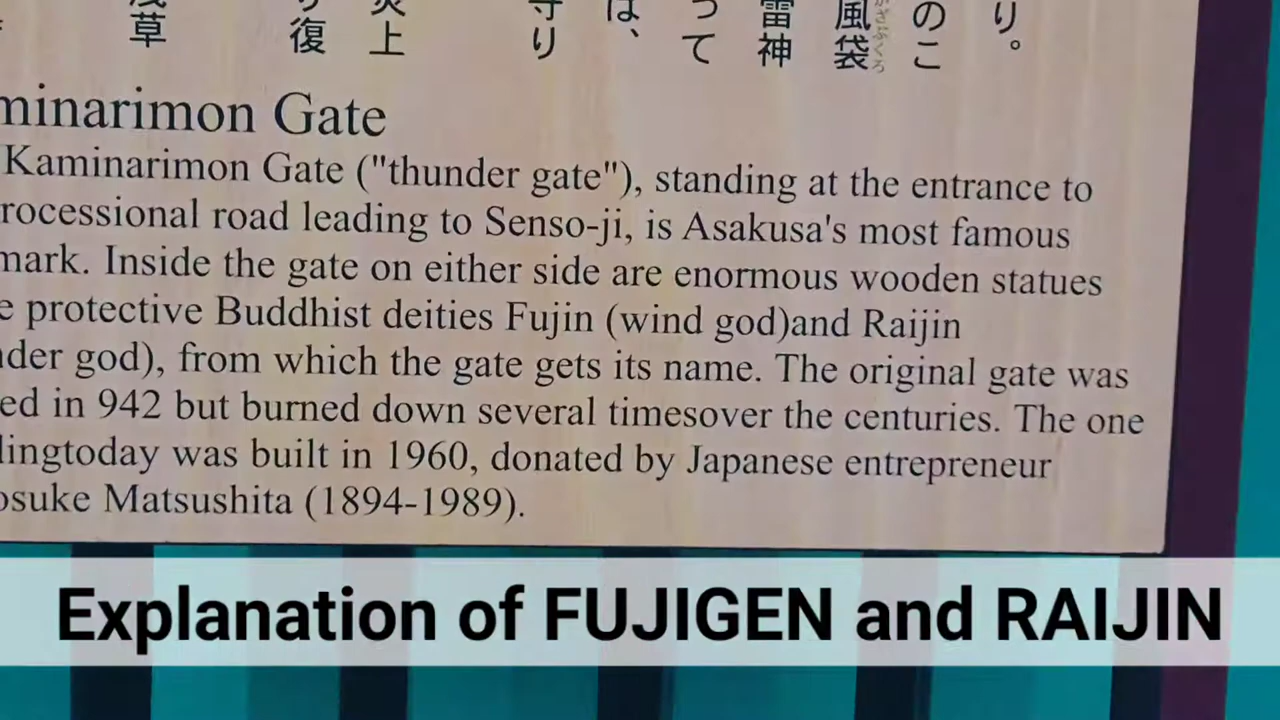 り。
のこ
風袋
雷神
って
は、
り
上
復
草
minarimon Gate
Kaminarimon Gate ("thunder gate"), standing at the entrance to
rocessional road leading to Senso-ji, is Asakusa's most famous
mark. Inside the gate on either side are enormous wooden statues
e protective Buddhist deities Fujin (wind god)and Raijin
der god), from which the gate gets its name. The original gate was
ed in 942 but burned down several timesover the centuries. The one
lingtoday was built in 1960, donated by Japanese entrepreneur
osuke Matsushita (1894-1989).
Explanation of FUJIGEN and RAIJIN